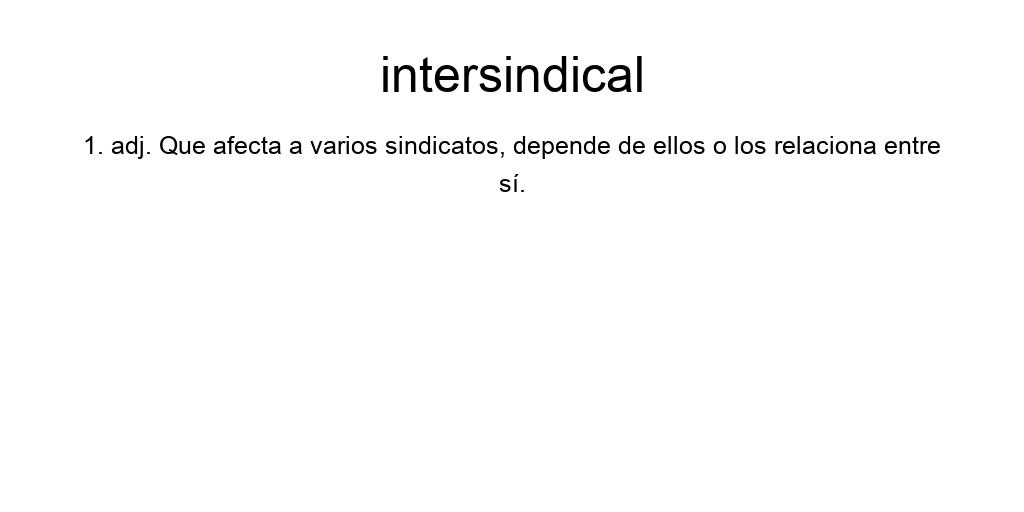 intersindical
1. adj. Que afecta a varios sindicatos, depende de ellos o los relaciona entre
sí.